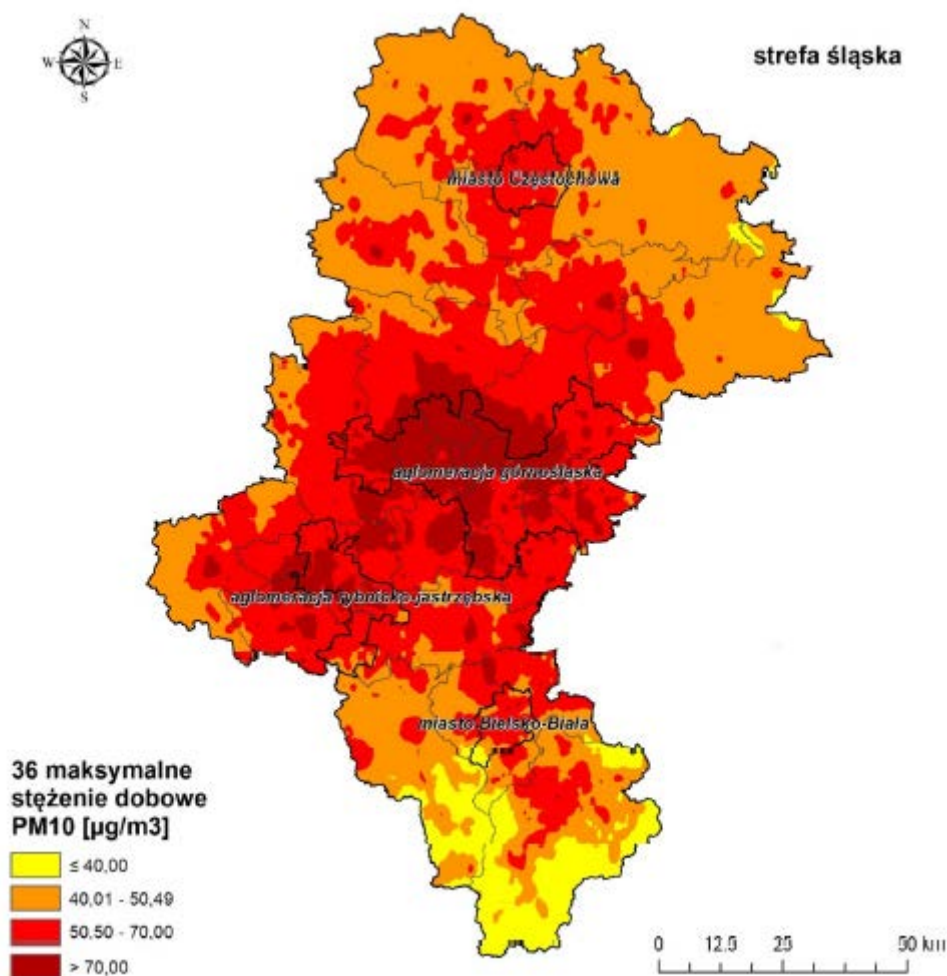 N
W E
S
strefa śląska
miasto Częstochowa
aglomeracja górnośląska
aglomeracja rybnicko-jastrzębska
miasto Bielsko-Biała
36 maksymalne
stężenie dobowe
PM10 [µg/m3]
≤ 40,00
40,01 - 50,49
50,50 - 70,00
> 70,00
0 12.5 25 50 km